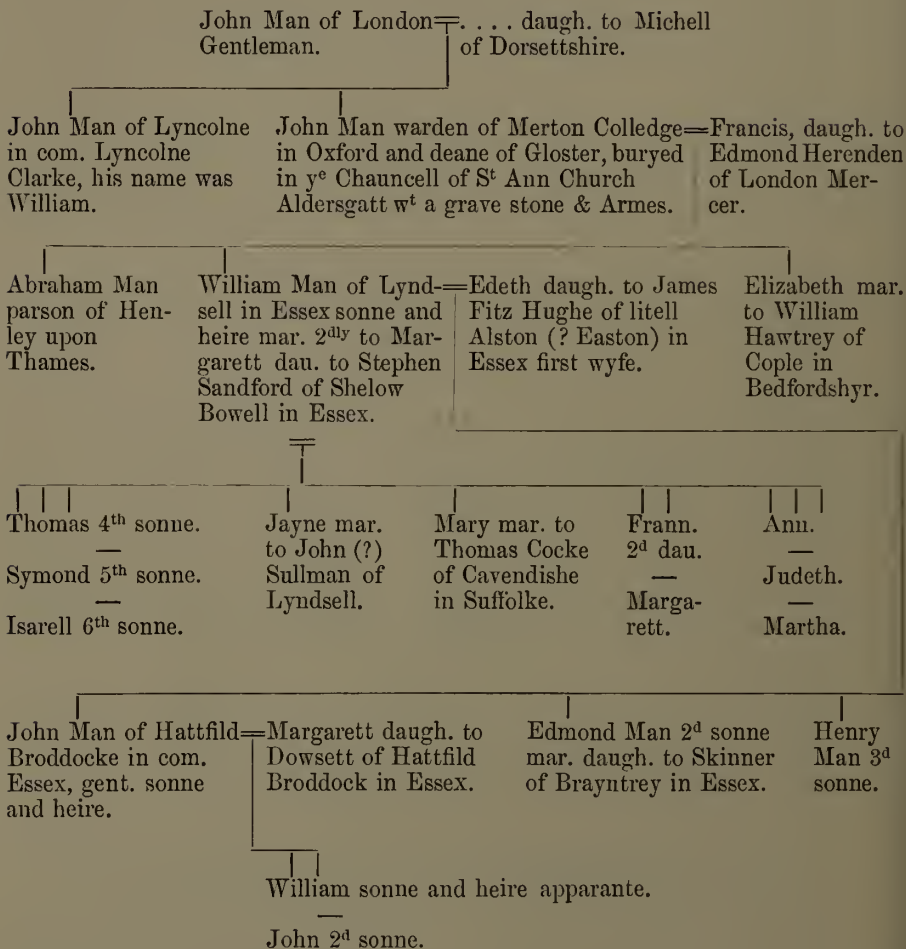 John Man of London=. . . . daugh. to Michell
Gentleman. of Dorsettshire.
John Man of Lyncolne
in com. Lyncolne
Clarke, his name was
William.
John Man warden of Merton Colledge=Francis, daugh. to
in Oxford and deane of Gloster, buryed Edmond Herenden
in yᵉ Chauncell of Sᵗ Ann Church of London Mer-
Aldersgatt wᵗ a grave stone & Armes. cer.
Abraham Man
parson of Hen-
ley upon
Thames.
William Man of Lynd-=Edeth daugh. to James
sell in Essex sonne and Fitz Hughe of litell
heire mar. 2ᵈˡʸ to Mar- Alston (? Easton) in
garett dau. to Stephen Essex first wyfe.
Sandford of Shelow
Bowell in Essex.
Elizabeth mar.
to William
Hawtrey of
Cople in
Bedfordshyr.
Thomas 4ᵗʰ sonne.
—
Symond 5ᵗʰ sonne.
—
Isarell 6ᵗʰ sonne.
Jayne mar.
to John (?)
Sullman of
Lyndsell.
Mary mar. to
Thomas Cocke
of Cavendishe
in Suffolke.
Frann.
2ᵈ dau.
—
Marga-
rett.
Ann.
—
Judeth.
—
Martha.
John Man of Hattfild=Margarett daugh. to
Broddocke in com. Dowsett of Hattfild
Essex, gent. sonne Broddock in Essex.
and heire.
Edmond Man 2ᵈ sonne
mar. daugh. to Skinner
of Brayntrey in Essex.
Henry
Man 3ᵈ
sonne.
William sonne and heire apparante.
—
John 2ᵈ sonne.